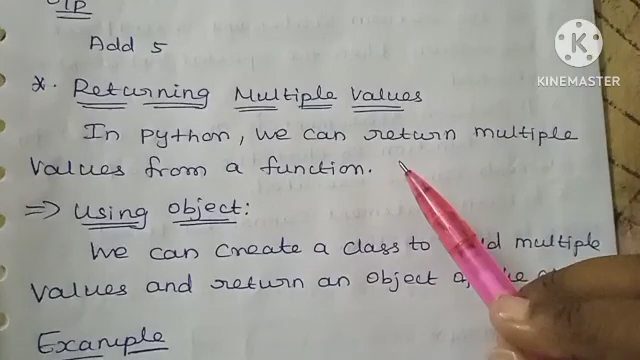 O/P
Add 5
*. Returning Multiple Values
In python, we can return multiple
values from a function.
=> Using Object:
We can create a class to multiple
values and return an object
Example
K
KINEMASTER